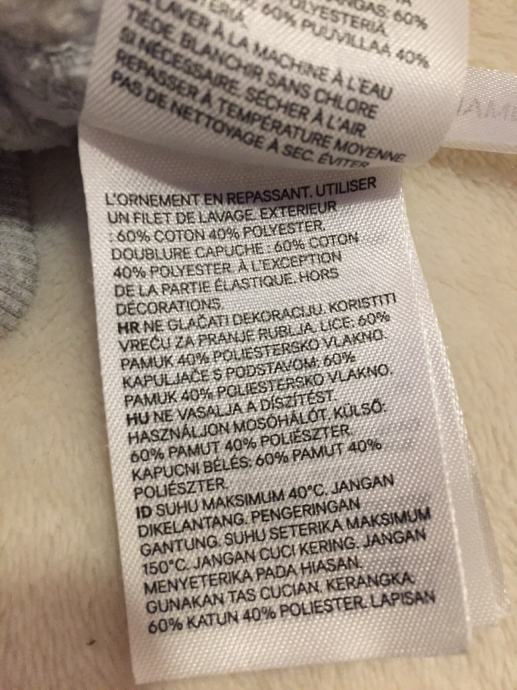 60%
POLYESTERIÄ.
60% PUUVILLAA 40%
LAVER À LA MACHINE À L'EAU
TIÈDE. BLANCHIR SANS CHLORE
SI NÉCESSAIRE. SÉCHER À L'AIR.
REPASSER À TEMPÉRATURE MOYENNE.
PAS DE NETTOYAGE À SEC. ÉVITER
L'ORNEMENT EN REPASSANT. UTILISER
UN FILET DE LAVAGE. EXTERIEUR
: 60% COTON 40% POLYESTER.
DOUBLURE CAPUCHE : 60% COTON
40% POLYESTER. À L'EXCEPTION
DE LA PARTIE ÉLASTIQUE. HORS
DÉCORATIONS.
HR NE GLAČATI DEKORACIJU. KORISTITI
VREĆU ZA PRANJE RUBLJA. LICE: 60%
PAMUK 40% POLIESTERSKO VLAKNO.
KAPULJAČE S PODSTAVOM: 60%
PAMUK 40% POLIESTERSKO VLAKNO.
HU NE VASALJA A DÍSZÍTÉST.
HASZNÁLJON MOSÓHÁLÓT. KÜLSŐ:
60% PAMUT 40% POLIÉSZTER.
KAPUCNI BÉLÉS: 60% PAMUT 40%
POLIÉSZTER.
ID SUHU MAKSIMUM 40°C. JANGAN
DIKELANTANG. PENGERINGAN
GANTUNG. SUHU SETERIKA MAKSIMUM
150°C. JANGAN CUCI KERING. JANGAN
MENYETERIKA PADA HIASAN.
GUNAKAN TAS CUCIAN. KERANGKA:
60% KATUN 40% POLIESTER. LAPISAN